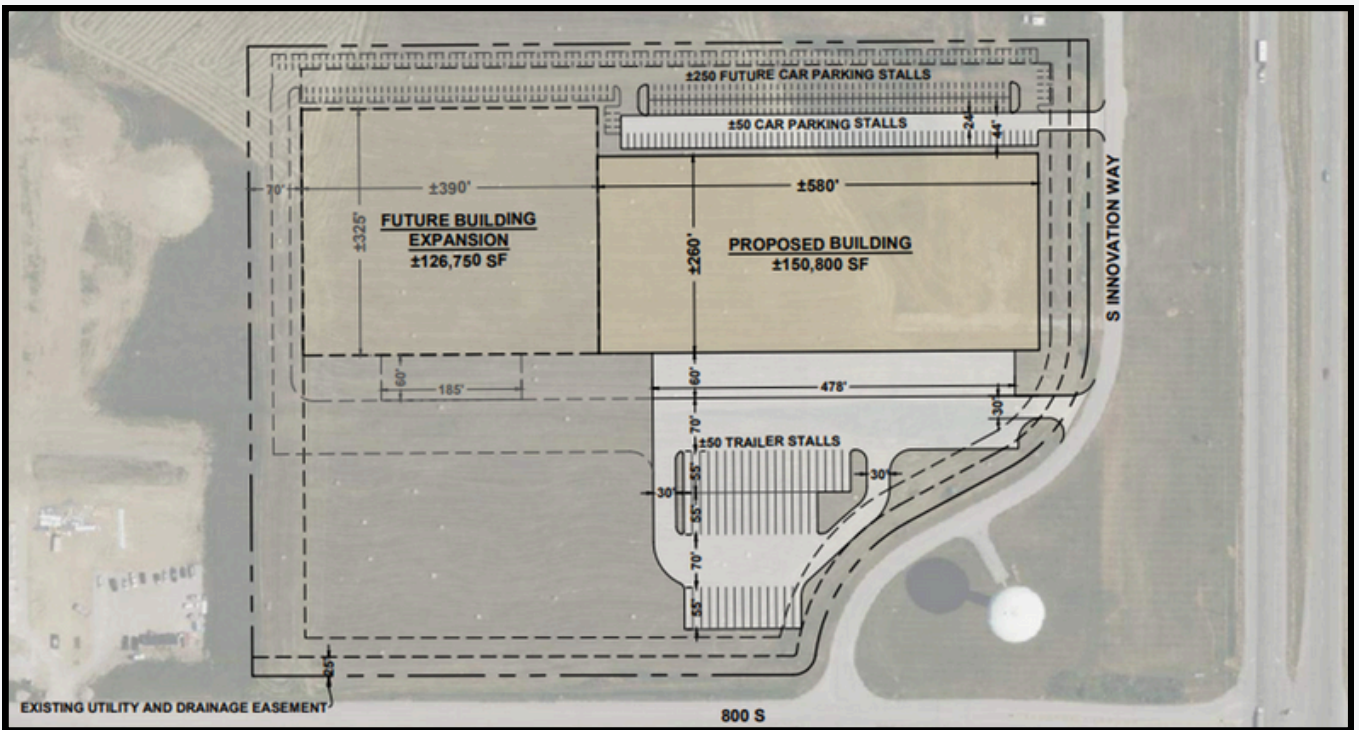 ±250 FUTURE CAR PARKING STALLS
±50 CAR PARKING STALLS
24'
44'
70'
±390'
±580'
±325'
FUTURE BUILDING
EXPANSION
±126,750 SF
±260'
PROPOSED BUILDING
±150,800 SF
S INNOVATION WAY
60'
185'
60'
478'
30'
70'
±50 TRAILER STALLS
55'
30'
30'
55'
70'
55'
25'
EXISTING UTILITY AND DRAINAGE EASEMENT
800 S